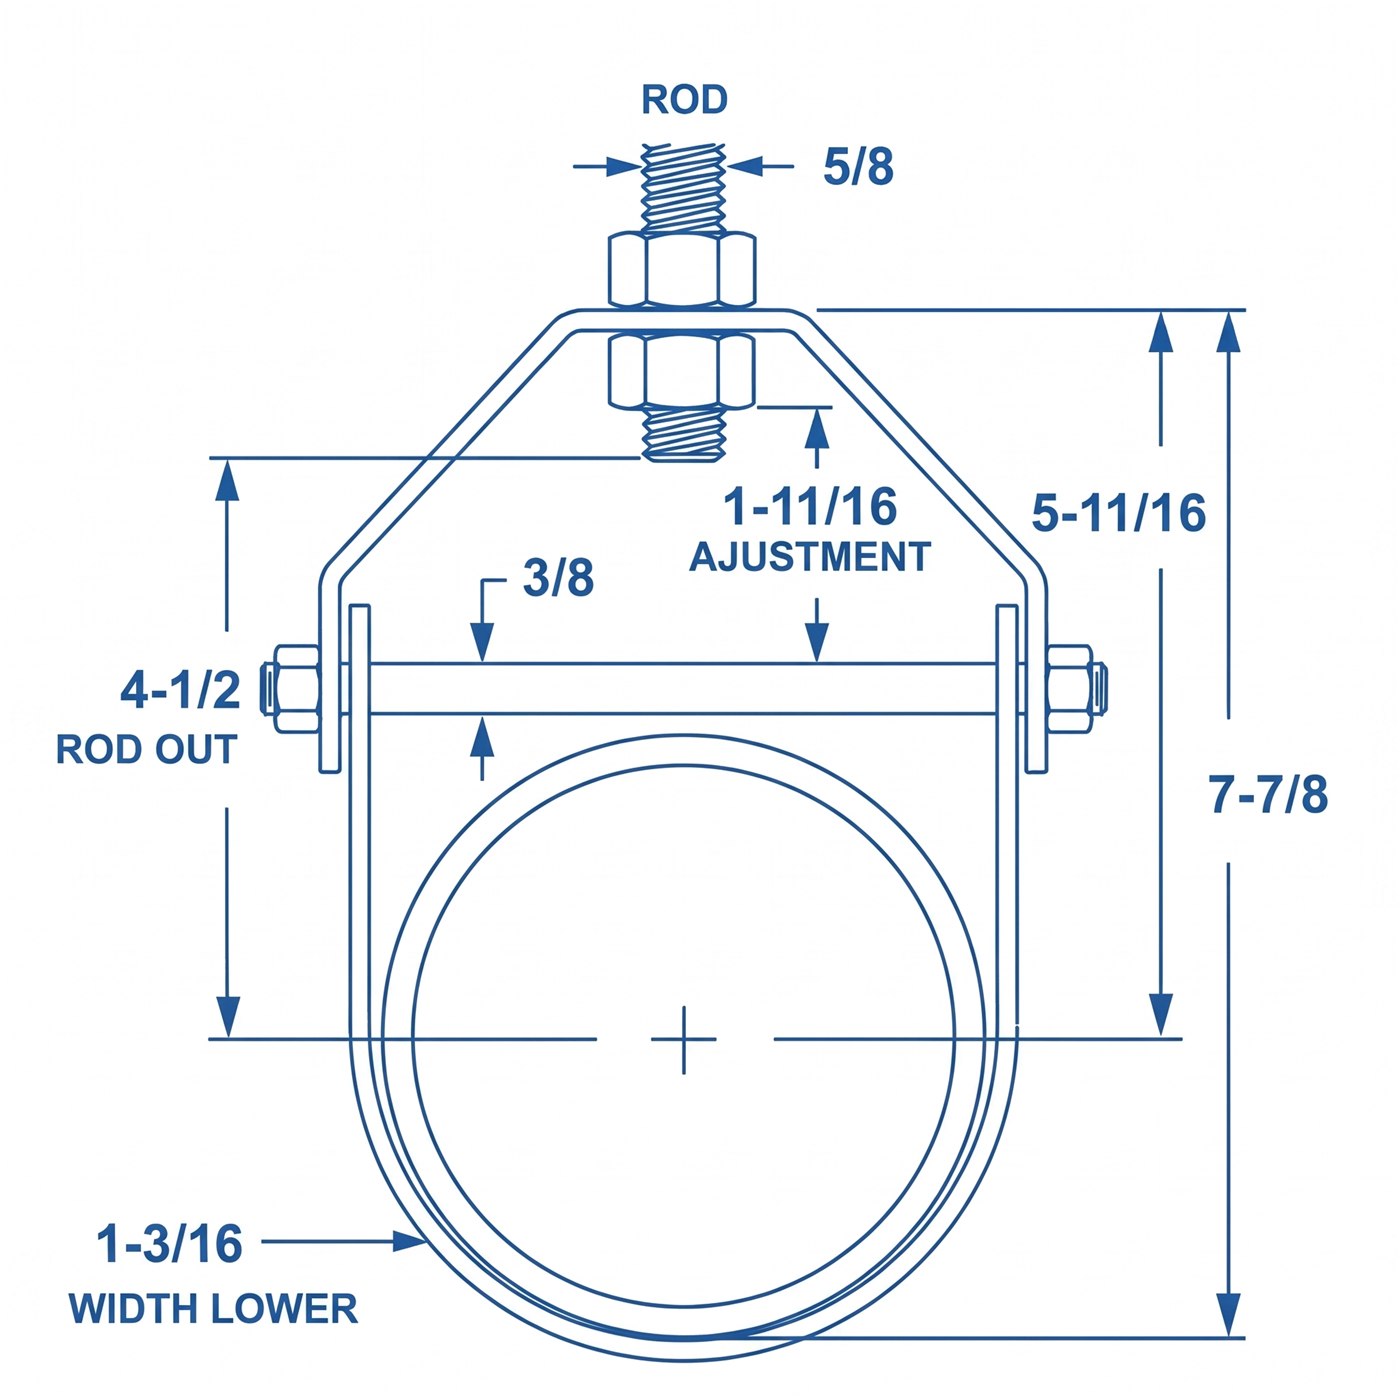 ROD
5/8
1-11/16
AJUSTMENT
5-11/16
3/8
4-1/2
ROD OUT
7-7/8
1-3/16
WIDTH LOWER